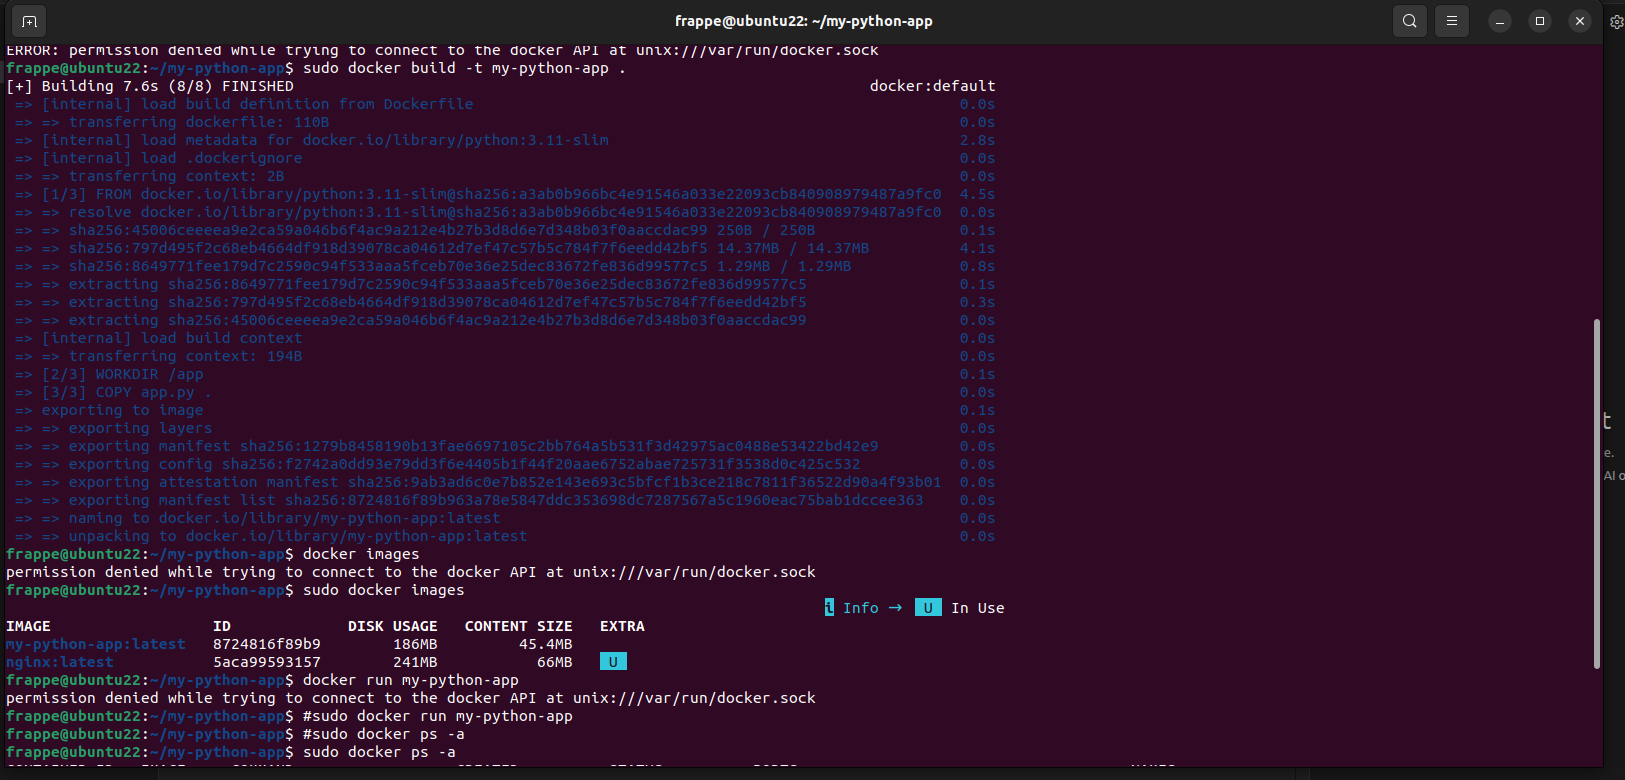 frappe@ubuntu22: ~/my-python-app
ERROR: permission denied while trying to connect to the docker API at unix:///var/run/docker.sock
frappe@ubuntu22:~/my-python-app$ sudo docker build -t my-python-app .
[+] Building 7.6s (8/8) FINISHED docker:default
=> [internal] load build definition from Dockerfile 0.0s
=> => transferring dockerfile: 110B 0.0s
=> [internal] load metadata for docker.io/library/python:3.11-slim 2.8s
=> [internal] load .dockerignore 0.0s
=> => transferring context: 2B 0.0s
=> [1/3] FROM docker.io/library/python:3.11-slim@sha256:a3ab0b966bc4e91546a033e22093cb840908979487a9fc0 4.5s
=> => resolve docker.io/library/python:3.11-slim@sha256:a3ab0b966bc4e91546a033e22093cb840908979487a9fc0 0.0s
=> => sha256:45006ceeeea9e2ca59a046b6f4ac9a212e4b27b3d8d6e7d348b03f0aaccdac99 250B / 250B 0.1s
=> => sha256:797d495f2c68eb4664df918d39078ca04612d7ef47c57b5c784f7f6eedd42bf5 14.37MB / 14.37MB 4.1s
=> => sha256:8649771fee179d7c2590c94f533aaa5fceb70e36e25dec83672fe836d99577c5 1.29MB / 1.29MB 0.8s
=> => extracting sha256:8649771fee179d7c2590c94f533aaa5fceb70e36e25dec83672fe836d99577c5 0.1s
=> => extracting sha256:797d495f2c68eb4664df918d39078ca04612d7ef47c57b5c784f7f6eedd42bf5 0.3s
=> => extracting sha256:45006ceeeea9e2ca59a046b6f4ac9a212e4b27b3d8d6e7d348b03f0aaccdac99 0.0s
=> [internal] load build context 0.0s
=> => transferring context: 194B 0.0s
=> [2/3] WORKDIR /app 0.1s
=> [3/3] COPY app.py . 0.0s
=> exporting to image 0.1s
=> => exporting layers 0.0s
=> => exporting manifest sha256:1279b8458190b13fae6697105c2bb764a5b531f3d42975ac0488e53422bd42e9 0.0s
=> => exporting config sha256:f2742a0dd93e79dd3f6e4405b1f44f20aae6752abae725731f3538d0c425c532 0.0s
=> => exporting attestation manifest sha256:9ab3ad6c0e7b852e143e693c5bfcf1b3ce218c7811f36522d90a4f93b01 0.0s
=> => exporting manifest list sha256:8724816f89b963a78e5847ddc353698dc7287567a5c1960eac75bab1dccee363 0.0s
=> => naming to docker.io/library/my-python-app:latest 0.0s
=> => unpacking to docker.io/library/my-python-app:latest 0.0s
frappe@ubuntu22:~/my-python-app$ docker images
permission denied while trying to connect to the docker API at unix:///var/run/docker.sock
frappe@ubuntu22:~/my-python-app$ sudo docker images
i Info → U In Use
IMAGE ID DISK USAGE CONTENT SIZE EXTRA
my-python-app:latest 8724816f89b9 186MB 45.4MB
nginx:latest 5aca99593157 241MB 66MB U
frappe@ubuntu22:~/my-python-app$ docker run my-python-app
permission denied while trying to connect to the docker API at unix:///var/run/docker.sock
frappe@ubuntu22:~/my-python-app$ #sudo docker run my-python-app
frappe@ubuntu22:~/my-python-app$ #sudo docker ps -a
frappe@ubuntu22:~/my-python-app$ sudo docker ps -a